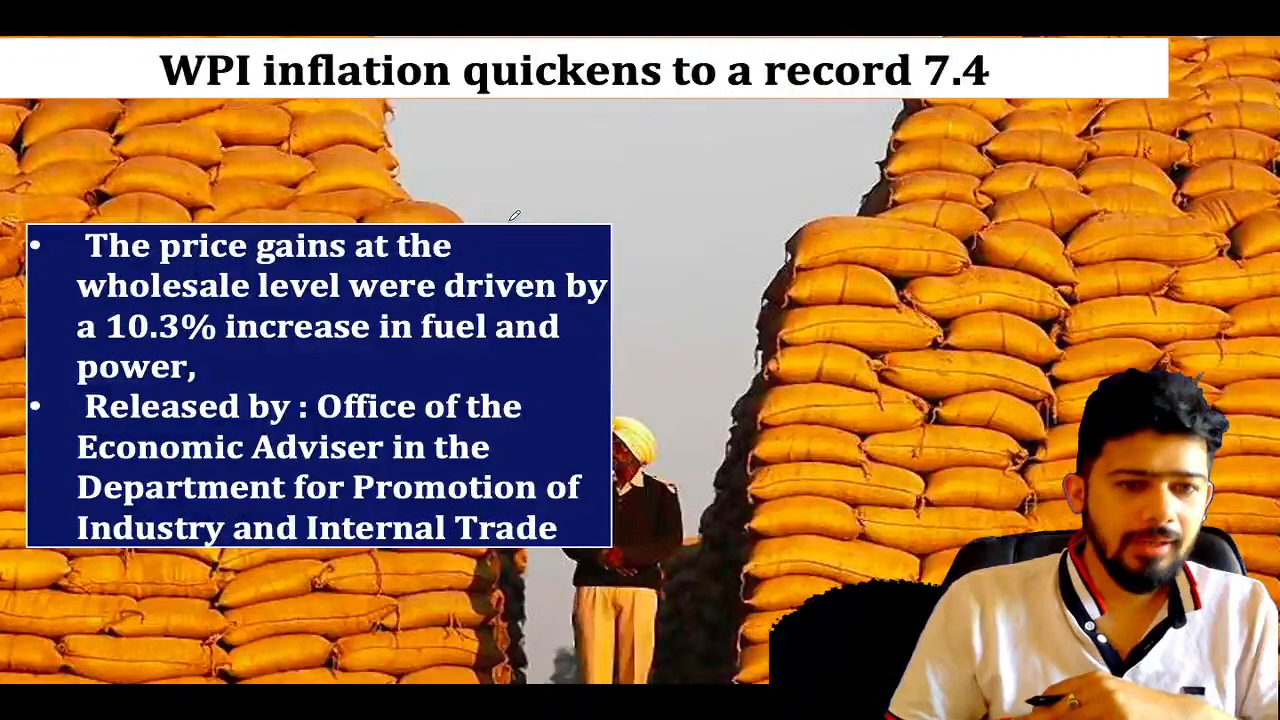 WPI inflation quickens to a record 7.4
• The price gains at the
wholesale level were driven by
a 10.3% increase in fuel and
power,
• Released by : Office of the
Economic Adviser in the
Department for Promotion of
Industry and Internal Trade